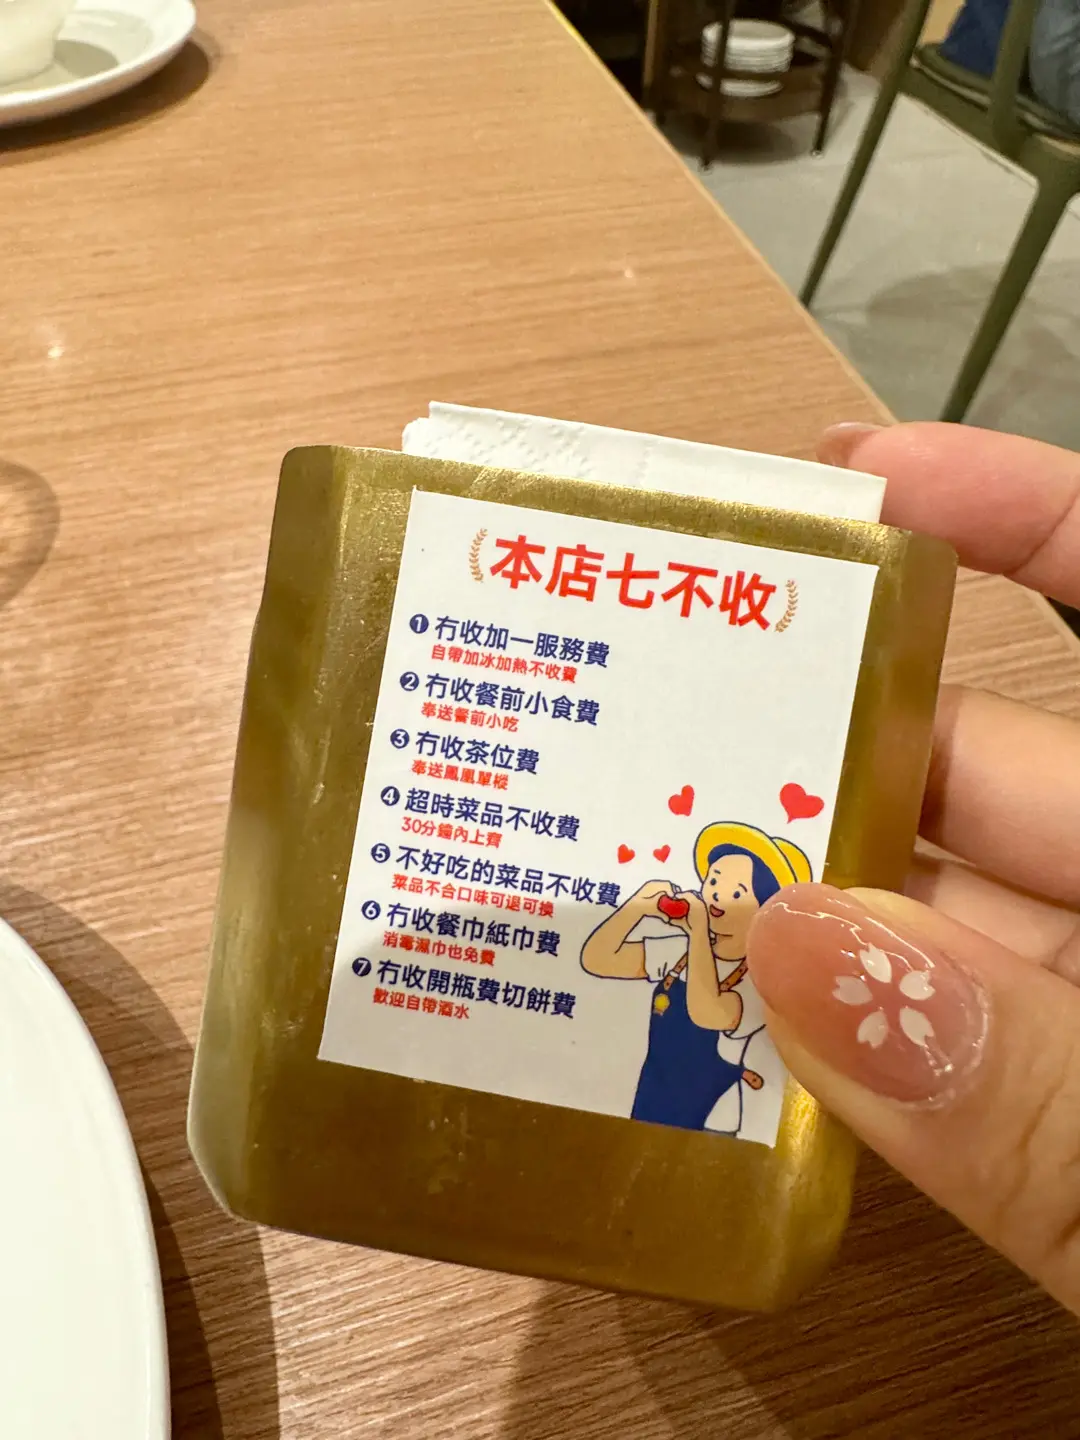 本店七不收
❶ 冇收加一服務費
自帶加冰加熱不收費
❷ 冇收餐前小食費
奉送餐前小吃
❸ 冇收茶位費
奉送鳳凰單樅
❹ 超時菜品不收費
30分鐘內上齊
❺ 不好吃的菜品不收費
菜品不合口味可退可換
❻ 冇收餐巾紙巾費
消毒濕巾也免費
❼ 冇收開瓶費切餅費
歡迎自帶酒水